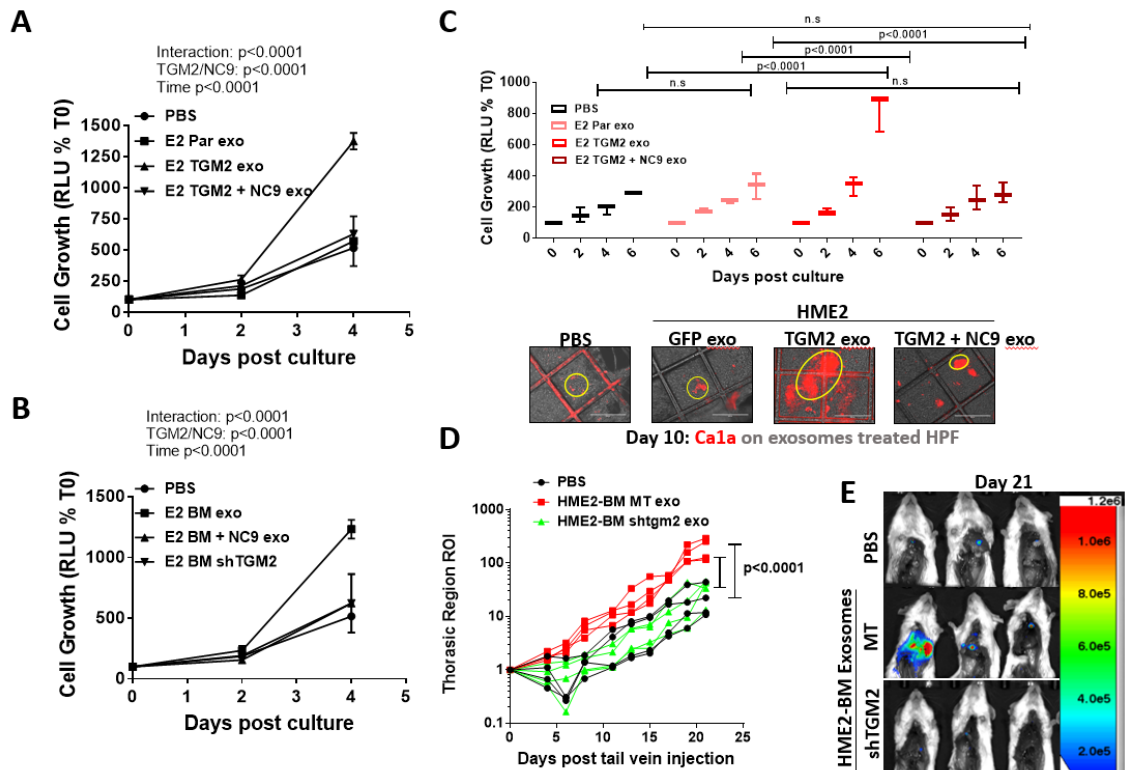 A
Interaction: p<0.0001
TGM2/NC9: p<0.0001
Time p<0.0001
PBS
E2 Par exo
E2 TGM2 exo
E2 TGM2 + NC9 exo
Cell Growth (RLU % T0)
1500
1250
1000
750
500
250
0
0 1 2 3 4 5
Days post culture
B
Interaction: p<0.0001
TGM2/NC9: p<0.0001
Time p<0.0001
PBS
E2 BM exo
E2 BM + NC9 exo
E2 BM shTGM2
Cell Growth (RLU % T0)
1500
1000
500
0
0 1 2 3 4 5
Days post culture
C
n.s
p<0.0001
p<0.0001
p<0.0001
n.s
n.s
PBS
E2 Par exo
E2 TGM2 exo
E2 TGM2 + NC9 exo
Cell Growth (RLU % T0)
1000
800
600
400
200
0
0 2 4 6 0 2 4 6 0 2 4 6 0 2 4 6
Days post culture
HME2
PBS GFP exo TGM2 exo TGM2 + NC9 exo
Day 10: Ca1a on exosomes treated HPF
D
PBS
HME2-BM MT exo
HME2-BM shtgm2 exo
p<0.0001
Thorasic Region ROI
1000
100
10
1
0.1
0 5 10 15 20 25
Days post tail vein injection
E
Day 21
PBS
HME2-BM Exosomes
MT
shTGM2
1.2e6
1.0e6
8.0e5
6.0e5
4.0e5
2.0e5